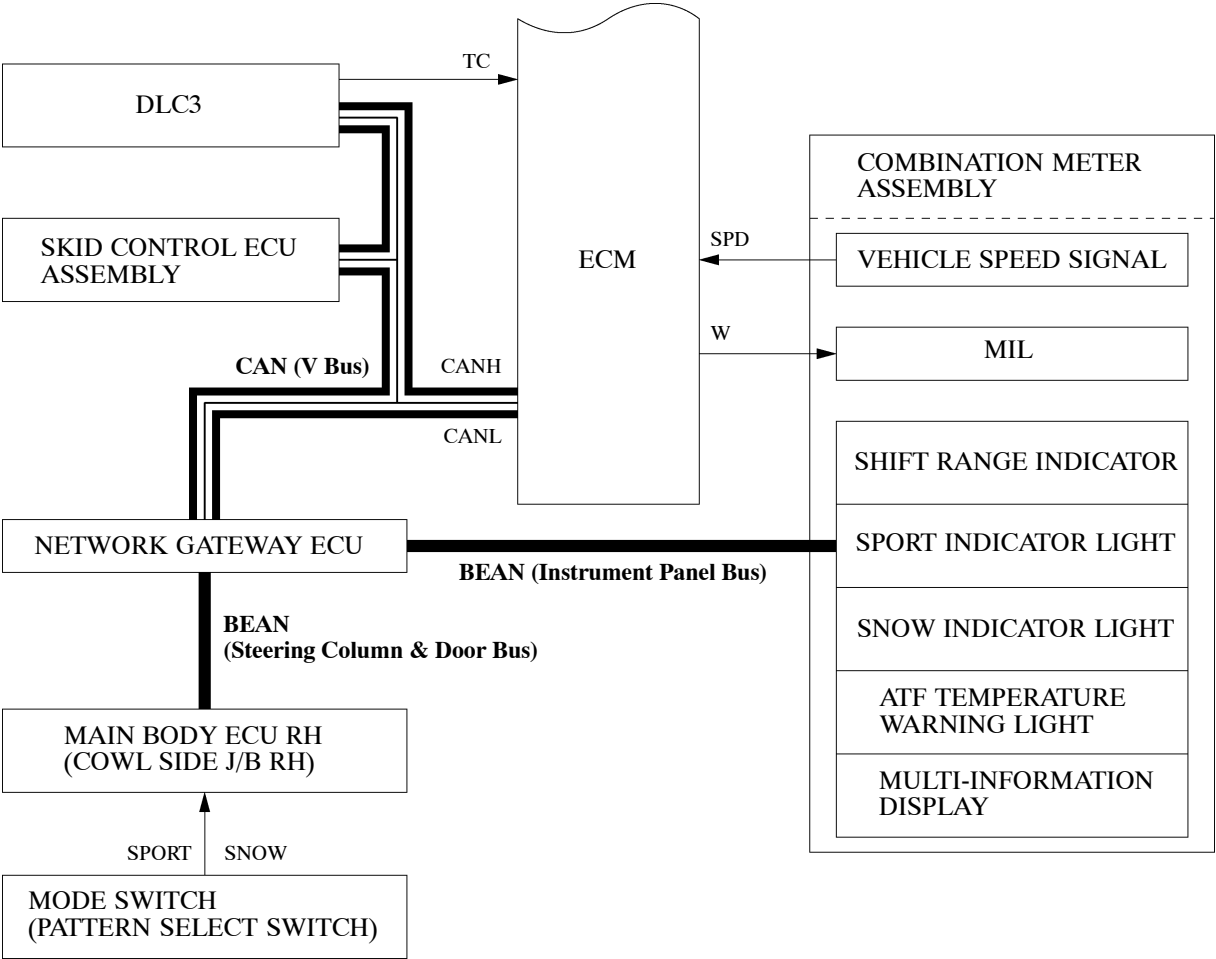 TC
DLC3
COMBINATION METER
ASSEMBLY
SKID CONTROL ECU
ASSEMBLY
ECM
SPD
VEHICLE SPEED SIGNAL
W
MIL
CAN (V Bus)
CANH
CANL
SHIFT RANGE INDICATOR
NETWORK GATEWAY ECU
SPORT INDICATOR LIGHT
BEAN (Instrument Panel Bus)
BEAN
(Steering Column & Door Bus)
SNOW INDICATOR LIGHT
ATF TEMPERATURE
WARNING LIGHT
MAIN BODY ECU RH
(COWL SIDE J/B RH)
MULTI-INFORMATION
DISPLAY
SPORT
SNOW
MODE SWITCH
(PATTERN SELECT SWITCH)